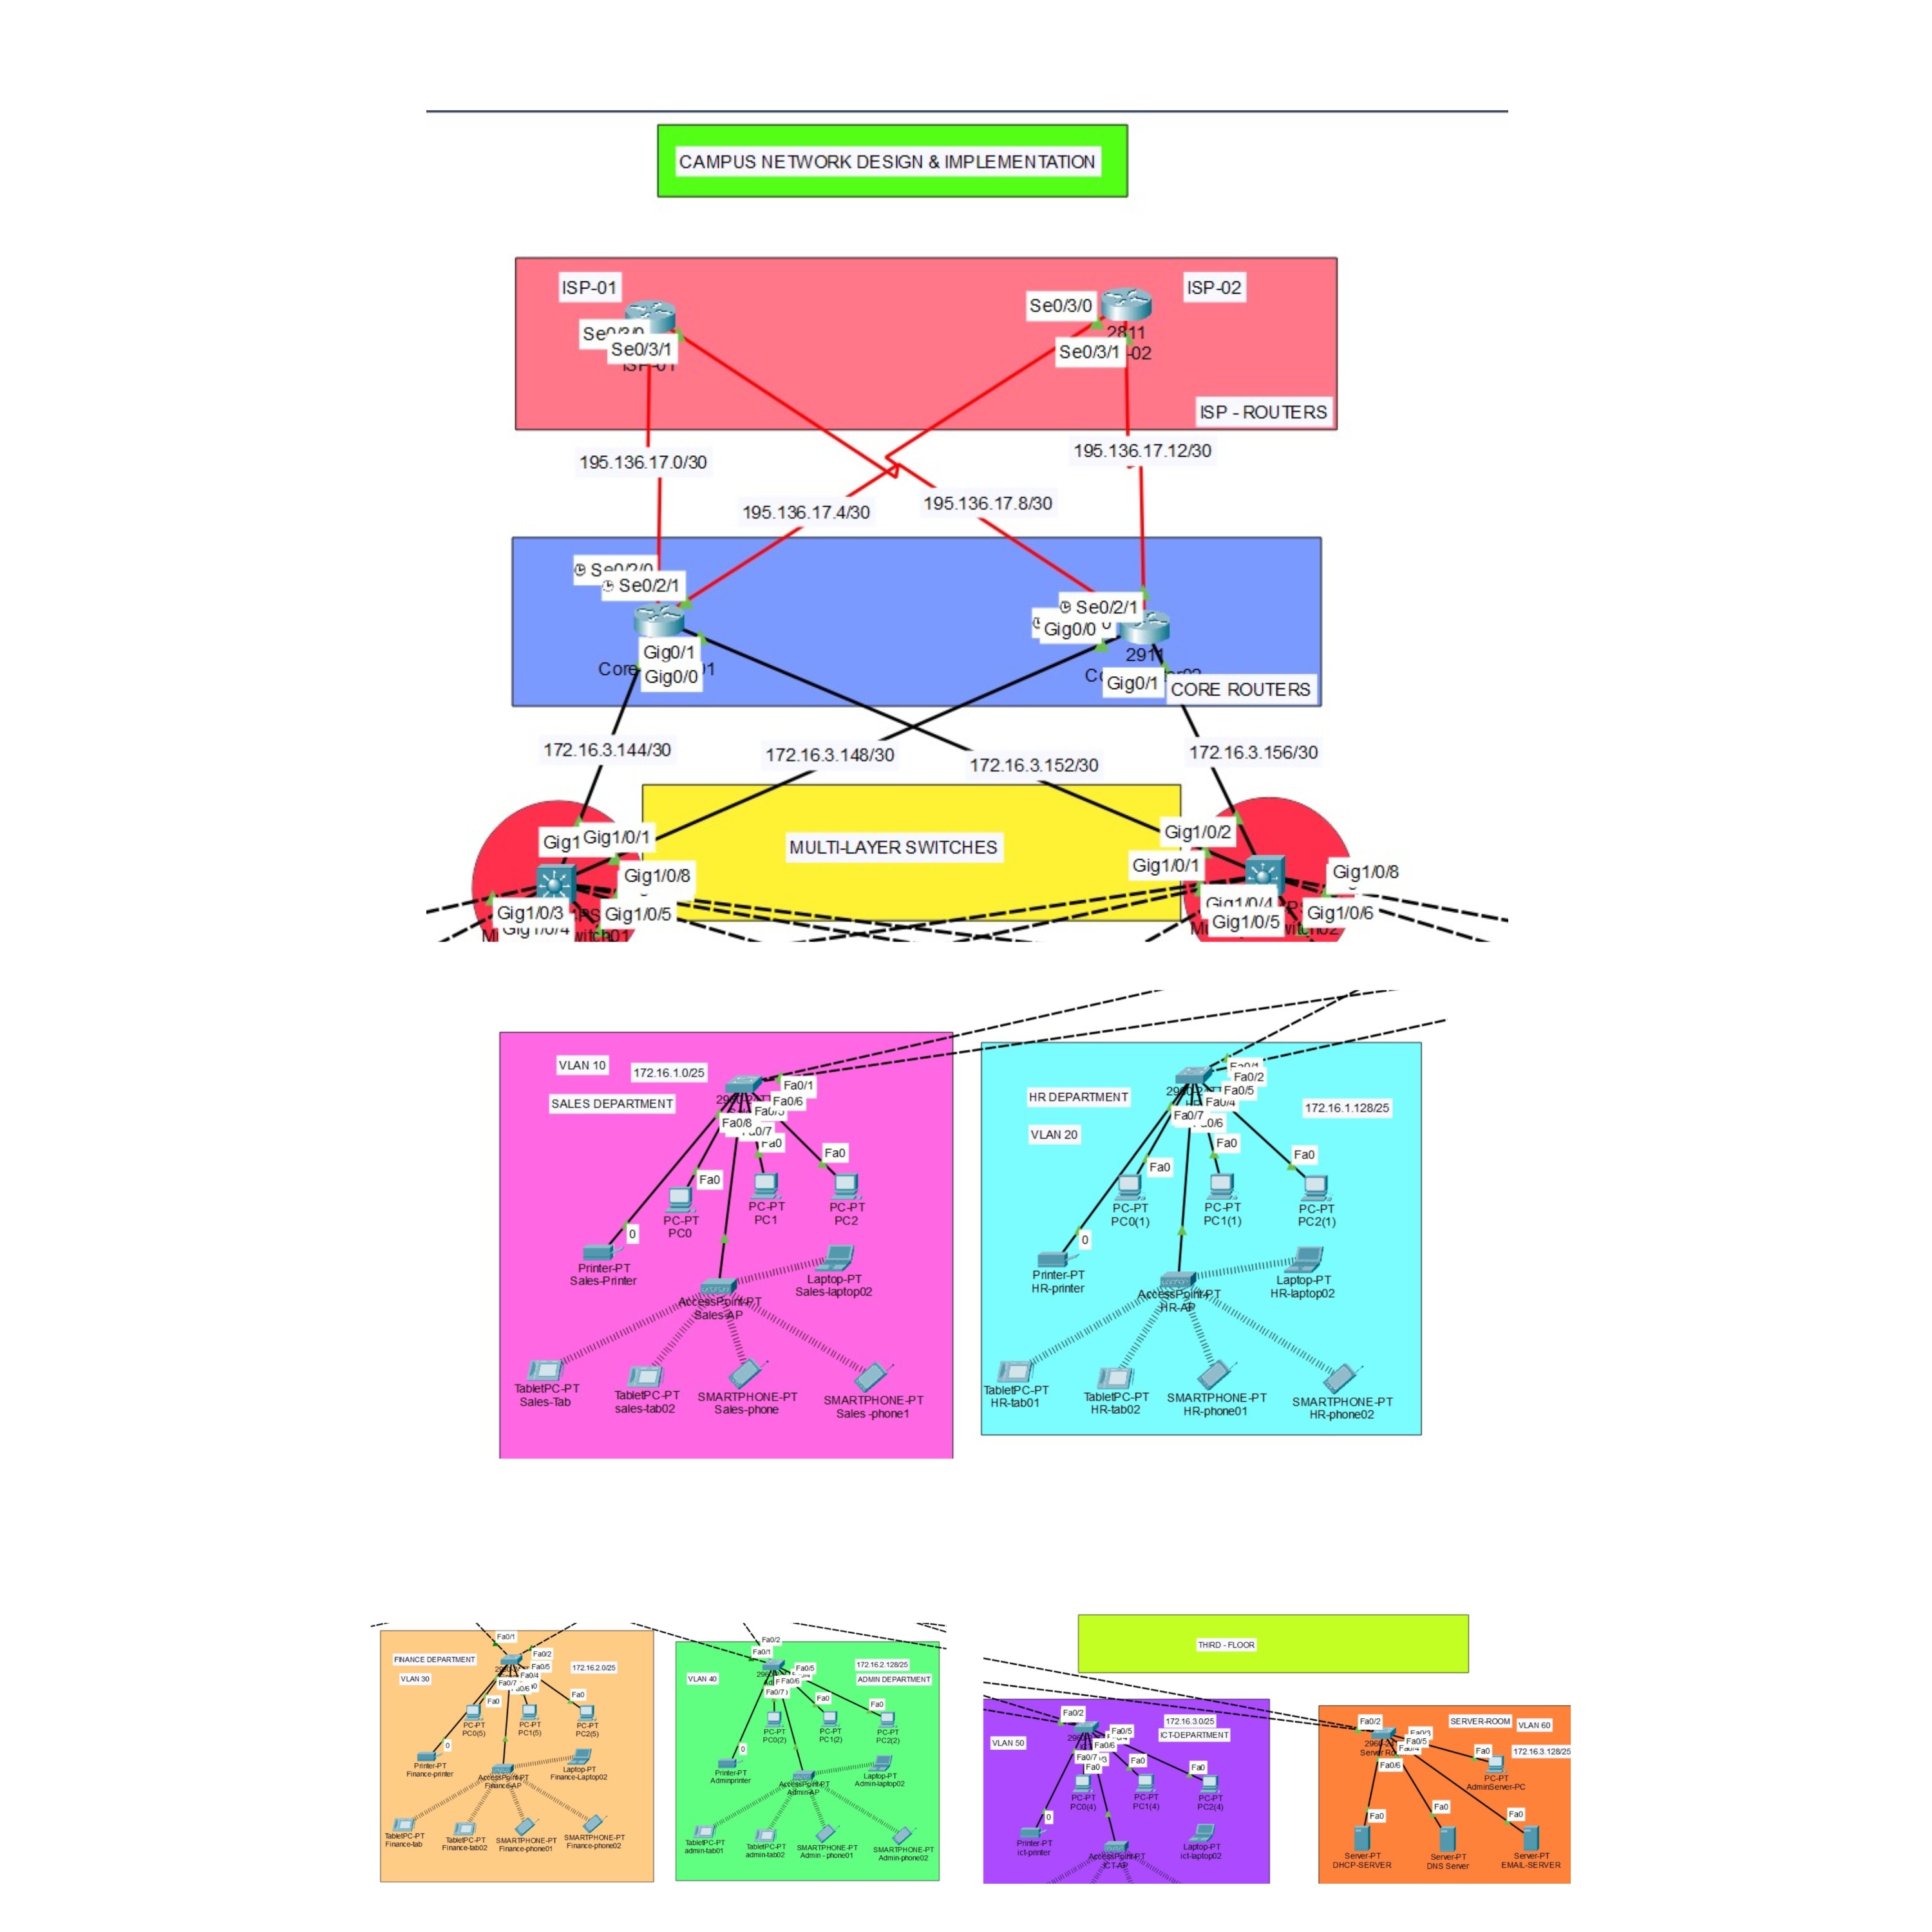 CAMPUS NETWORK DESIGN & IMPLEMENTATION
ISP-01
ISP-02
Se0/3/0
2811
Se0/3/1
-02
Se0/3/1
ISP - ROUTERS
195.136.17.0/30
195.136.17.12/30
195.136.17.4/30
195.136.17.8/30
Se0/2/0
Se0/2/1
Se0/2/1
Gig0/0
Gig0/1
Gig0/0
2911
Gig0/1
CORE ROUTERS
172.16.3.144/30
172.16.3.148/30
172.16.3.152/30
172.16.3.156/30
Gig1
Gig1/0/1
Gig1/0/8
Gig1/0/3
Gig1/0/4
Gig1/0/5
MULTI-LAYER SWITCHES
Gig1/0/2
Gig1/0/1
Gig1/0/8
Gig1/0/4
Gig1/0/5
Gig1/0/6
VLAN 10
172.16.1.0/25
SALES DEPARTMENT
Fa0/1
Fa0/6
Fa0/8
Fa0
Fa0
Fa0
PC-PT
PC0
PC-PT
PC1
PC-PT
PC2
0
Printer-PT
Sales-Printer
AccessPoint-PT
Sales-AP
Laptop-PT
Sales-laptop02
TabletPC-PT
Sales-Tab
TabletPC-PT
sales-tab02
SMARTPHONE-PT
Sales-phone
SMARTPHONE-PT
Sales -phone1
HR DEPARTMENT
VLAN 20
172.16.1.128/25
Fa0/1
Fa0/2
Fa0/5
Fa0/4
Fa0/7
Fa0
Fa0
Fa0
PC-PT
PC0(1)
PC-PT
PC1(1)
PC-PT
PC2(1)
0
Printer-PT
HR-printer
AccessPoint-PT
HR-AP
Laptop-PT
HR-laptop02
TabletPC-PT
HR-tab01
TabletPC-PT
HR-tab02
SMARTPHONE-PT
HR-phone01
SMARTPHONE-PT
HR-phone02
Fa0/1
FINANCE DEPARTMENT
VLAN 30
172.16.2.0/25
Fa0/2
Fa0/5
Fa0/4
Fa0/7
Fa0
Fa0
PC-PT
PC0(5)
PC-PT
PC1(5)
PC-PT
PC2(5)
0
Printer-PT
Finance-printer
AccessPoint-PT
Finance-AP
Laptop-PT
Finance-Laptop02
TabletPC-PT
Finance-tab
TabletPC-PT
Finance-tab02
SMARTPHONE-PT
Finance-phone01
SMARTPHONE-PT
Finance-phone02
Fa0/2
Fa0/1
VLAN 40
172.16.2.128/25
ADMIN DEPARTMENT
Fa0/5
Fa0/6
Fa0/7
Fa0
Fa0
PC-PT
PC0(2)
PC-PT
PC1(2)
PC-PT
PC2(2)
0
Printer-PT
Adminprinter
AccessPoint-PT
Admin-AP
Laptop-PT
Admin-laptop02
TabletPC-PT
admin-tab01
TabletPC-PT
admin-tab02
SMARTPHONE-PT
Admin - phone01
SMARTPHONE-PT
Admin-phone02
THIRD - FLOOR
Fa0/2
172.16.3.0/25
ICT-DEPARTMENT
VLAN 50
Fa0/5
Fa0/6
Fa0/7
Fa0
Fa0
Fa0
PC-PT
PC0(4)
PC-PT
PC1(4)
PC-PT
PC2(4)
0
Printer-PT
ict-printer
AccessPoint-PT
ICT-AP
Laptop-PT
ict-laptop02
Fa0/2
SERVER-ROOM
VLAN 60
172.16.3.128/25
Fa0/3
Fa0/5
Fa0/4
Fa0/6
Fa0
PC-PT
AdminServer-PC
Fa0
Fa0
Fa0
Server-PT
DHCP-SERVER
Server-PT
DNS Server
Server-PT
EMAIL-SERVER